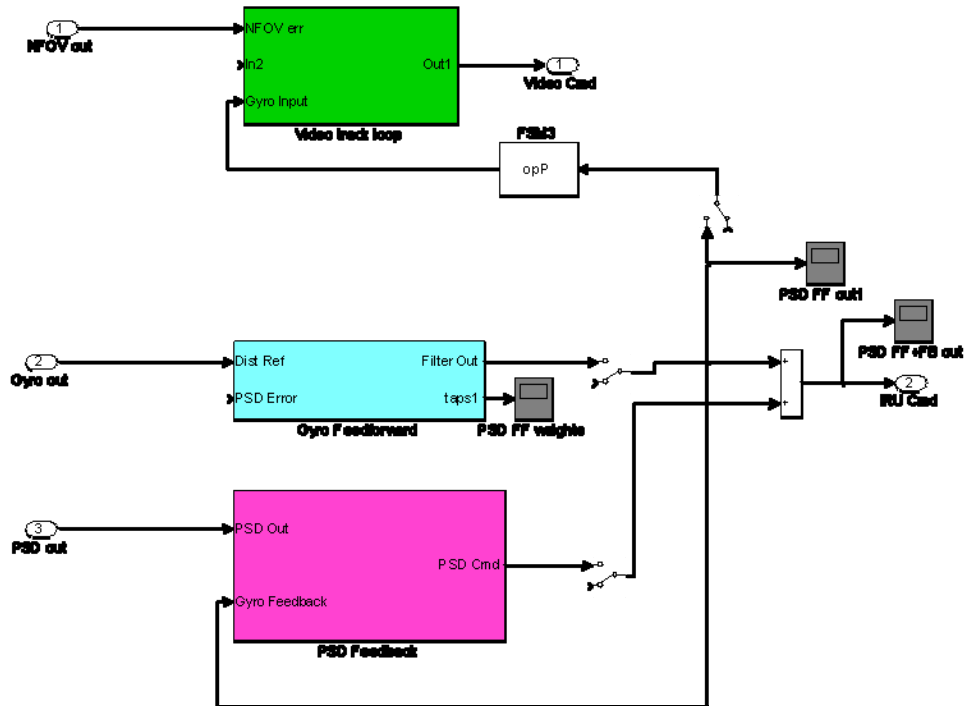 1
NFOV out
NFOV err
In2
Gyro Input
Out1
Video track loop
1
Video Cmd
FSM3
opP
PSD FF out1
PSD FF+FB out
2
Gyro out
Dist Ref
PSD Error
Filter Out
taps1
Gyro Feedforward
PSD FF weights
+
+
2
IRU Cmd
3
PSD out
PSD Out
Gyro Feedback
PSD Cmd
PSD Feedback